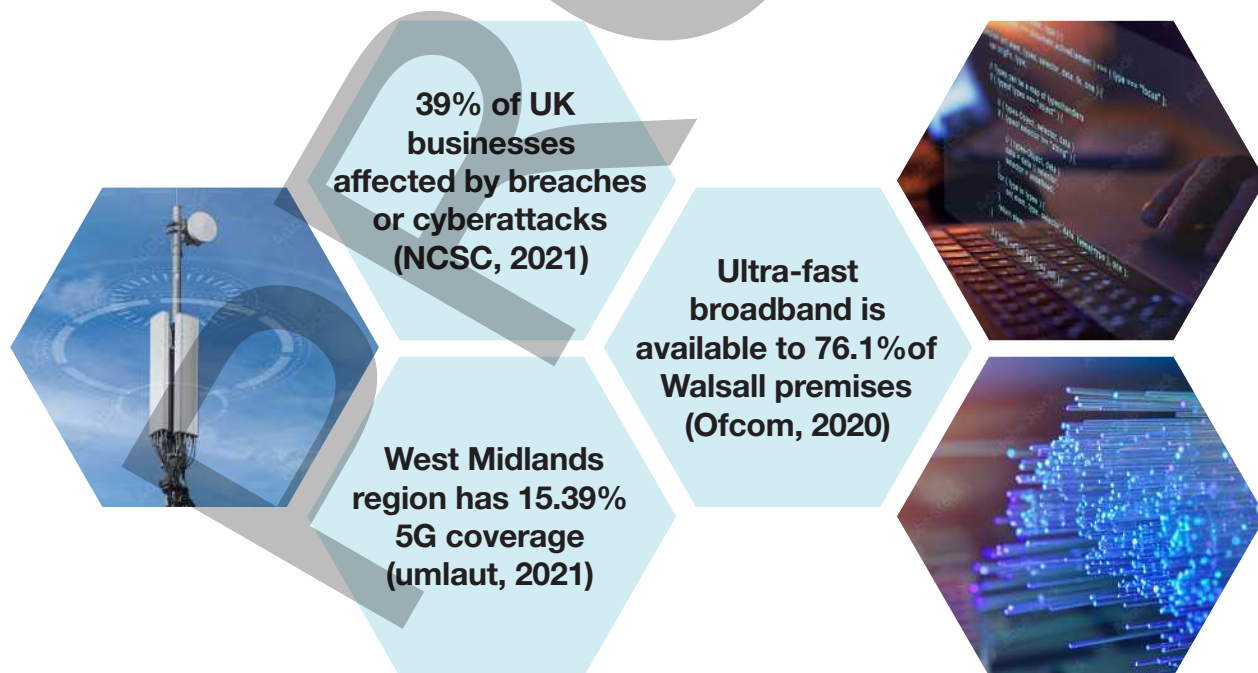 39% of UK
businesses
affected by breaches
or cyberattacks
(NCSC, 2021)
Ultra-fast
broadband is
available to 76.1%of
Walsall premises
(Ofcom, 2020)
West Midlands
region has 15.39%
5G coverage
(umlaut, 2021)